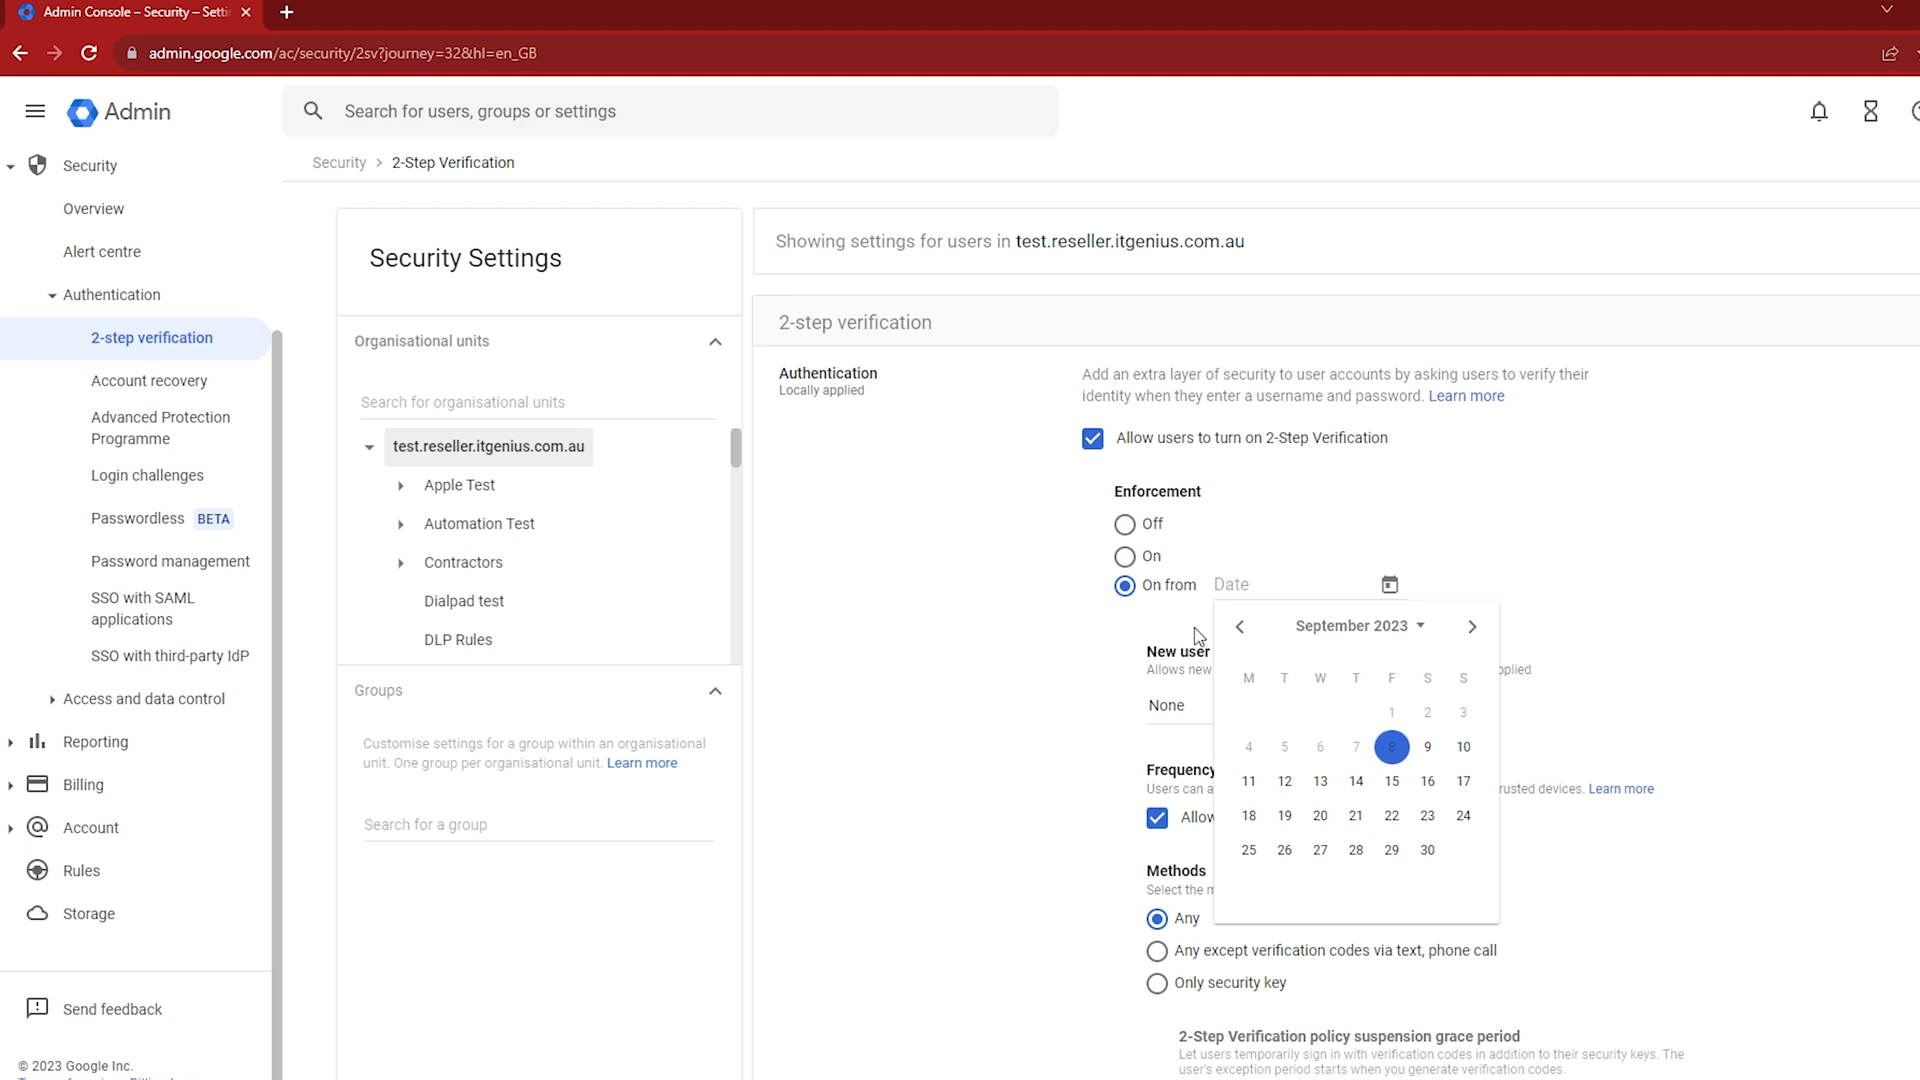 Admin Console – Security – Setti
admin.google.com/ac/security/2sv?journey=32&hl=en_GB
Admin
Search for users, groups or settings
Security
Overview
Alert centre
Authentication
2-step verification
Account recovery
Advanced Protection
Programme
Login challenges
Passwordless BETA
Password management
SSO with SAML
applications
SSO with third-party IdP
Access and data control
Reporting
Billing
Account
Rules
Storage
Send feedback
© 2023 Google Inc.
Security > 2-Step Verification
Security Settings
Organisational units
Search for organisational units
test.reseller.itgenius.com.au
Apple Test
Automation Test
Contractors
Dialpad test
DLP Rules
Groups
Customise settings for a group within an organisational
unit. One group per organisational unit. Learn more
Search for a group
Showing settings for users in test.reseller.itgenius.com.au
2-step verification
Authentication
Locally applied
Add an extra layer of security to user accounts by asking users to verify their
identity when they enter a username and password. Learn more
Allow users to turn on 2-Step Verification
Enforcement
Off
On
On from Date
September 2023
M T W T F S S
1 2 3
4 5 6 7 8 9 10
11 12 13 14 15 16 17
18 19 20 21 22 23 24
25 26 27 28 29 30
New user
Allows new
None
Frequency
Users can a rusted devices. Learn more
Allow
Methods
Select the
Any
Any except verification codes via text, phone call
Only security key
2-Step Verification policy suspension grace period
Let users temporarily sign in with verification codes in addition to their security keys. The
user's exception period starts when you generate verification codes.